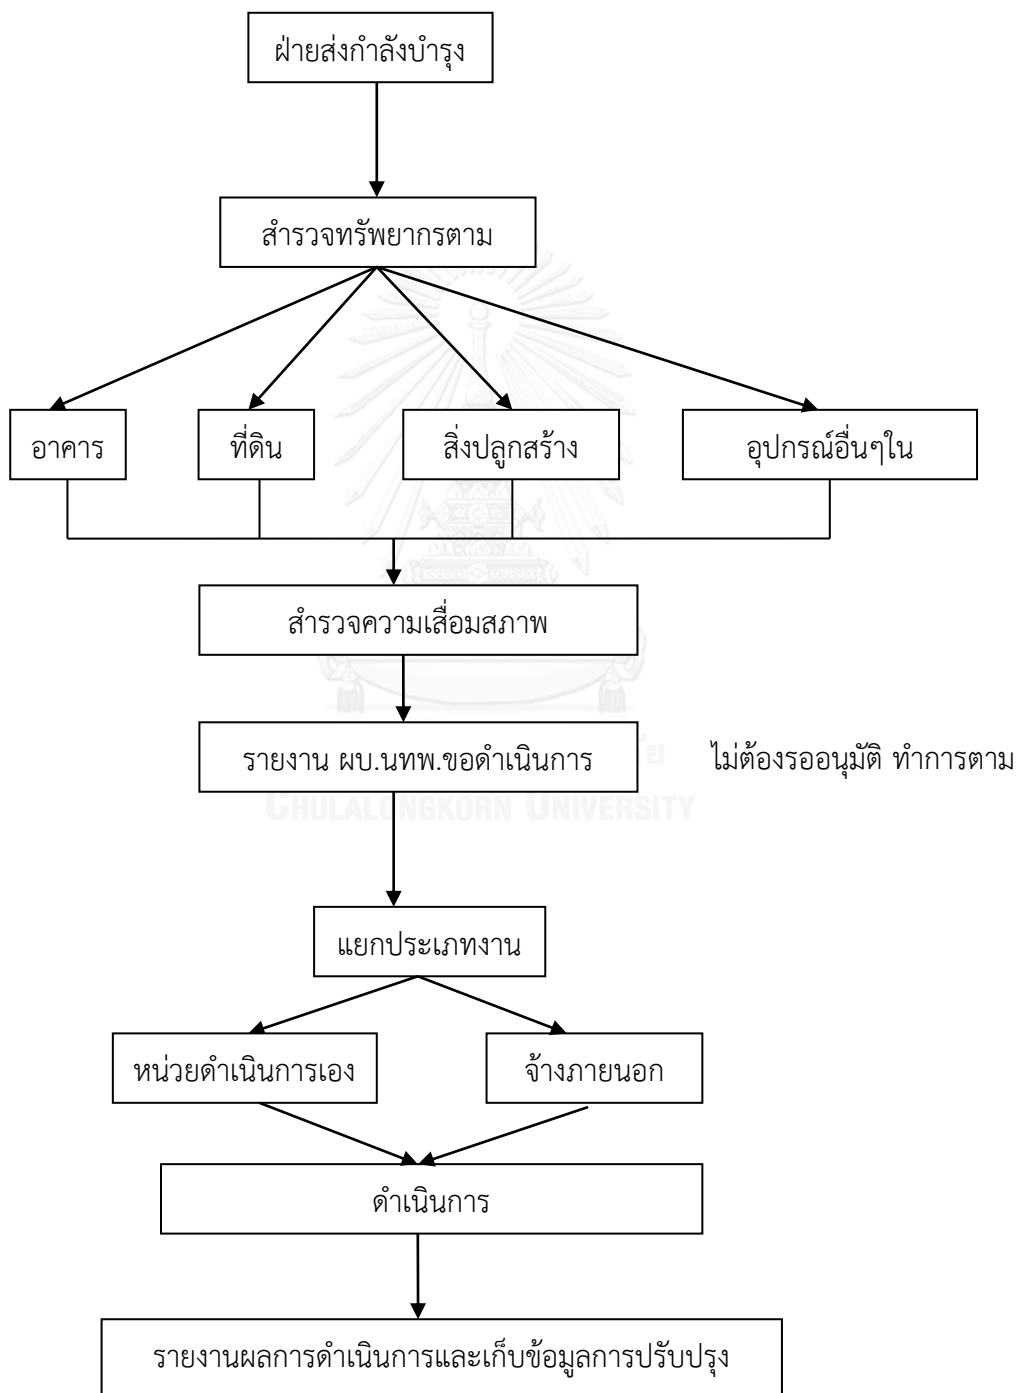 ฝ่ายส่งกำลังบำรุง
สำรวจทรัพยากรตาม
อาคาร
ที่ดิน
สิ่งปลูกสร้าง
อุปกรณ์อื่นๆใน
สำรวจความเสื่อมสภาพ
รายงาน ผบ.นทพ.ขอดำเนินการ
ไม่ต้องรออนุมัติ ทำการตาม
CHULALONGKORN UNIVERSITY
แยกประเภทงาน
หน่วยดำเนินการเอง
จ้างภายนอก
ดำเนินการ
รายงานผลการดำเนินการและเก็บข้อมูลการปรับปรุง